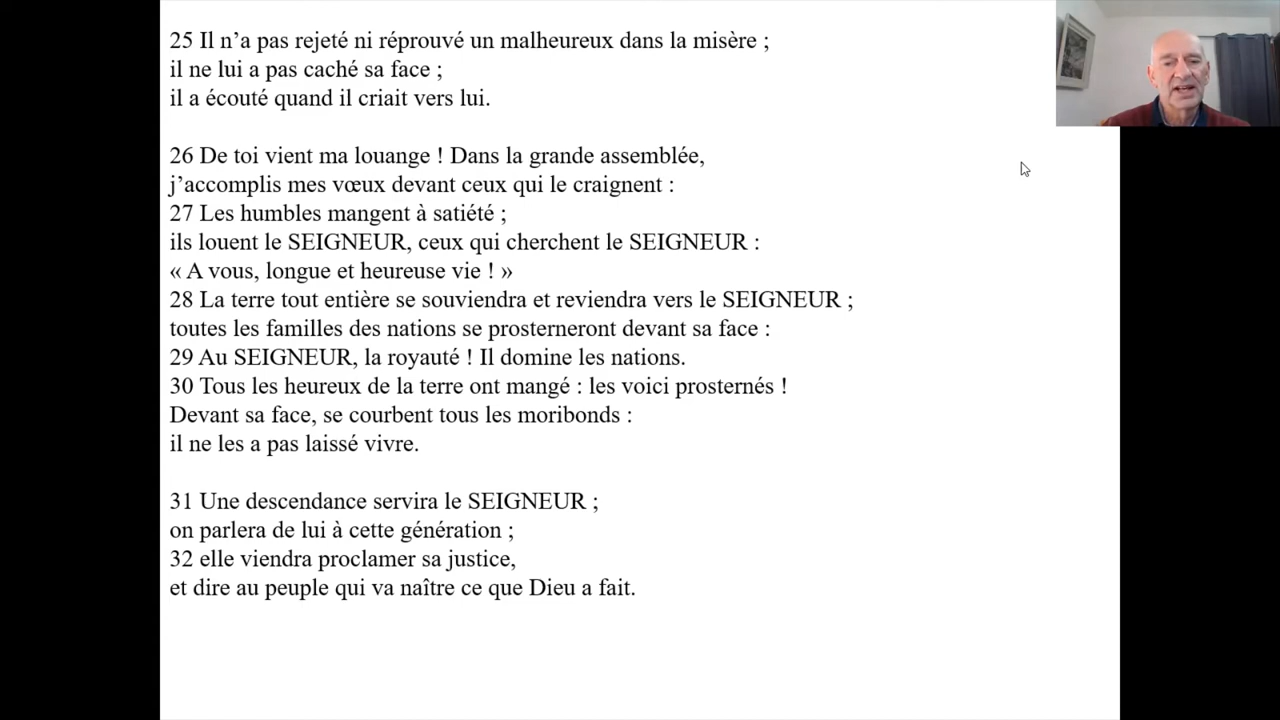 25 Il n’a pas rejeté ni réprouvé un malheureux dans la misère ;
il ne lui a pas caché sa face ;
il a écouté quand il criait vers lui.
26 De toi vient ma louange ! Dans la grande assemblée,
j’accomplis mes vœux devant ceux qui le craignent :
27 Les humbles mangent à satiété ;
ils louent le SEIGNEUR, ceux qui cherchent le SEIGNEUR :
« A vous, longue et heureuse vie ! »
28 La terre tout entière se souviendra et reviendra vers le SEIGNEUR ;
toutes les familles des nations se prosterneront devant sa face :
29 Au SEIGNEUR, la royauté ! Il domine les nations.
30 Tous les heureux de la terre ont mangé : les voici prosternés !
Devant sa face, se courbent tous les moribonds :
il ne les a pas laissé vivre.
31 Une descendance servira le SEIGNEUR ;
on parlera de lui à cette génération ;
32 elle viendra proclamer sa justice,
et dire au peuple qui va naître ce que Dieu a fait.